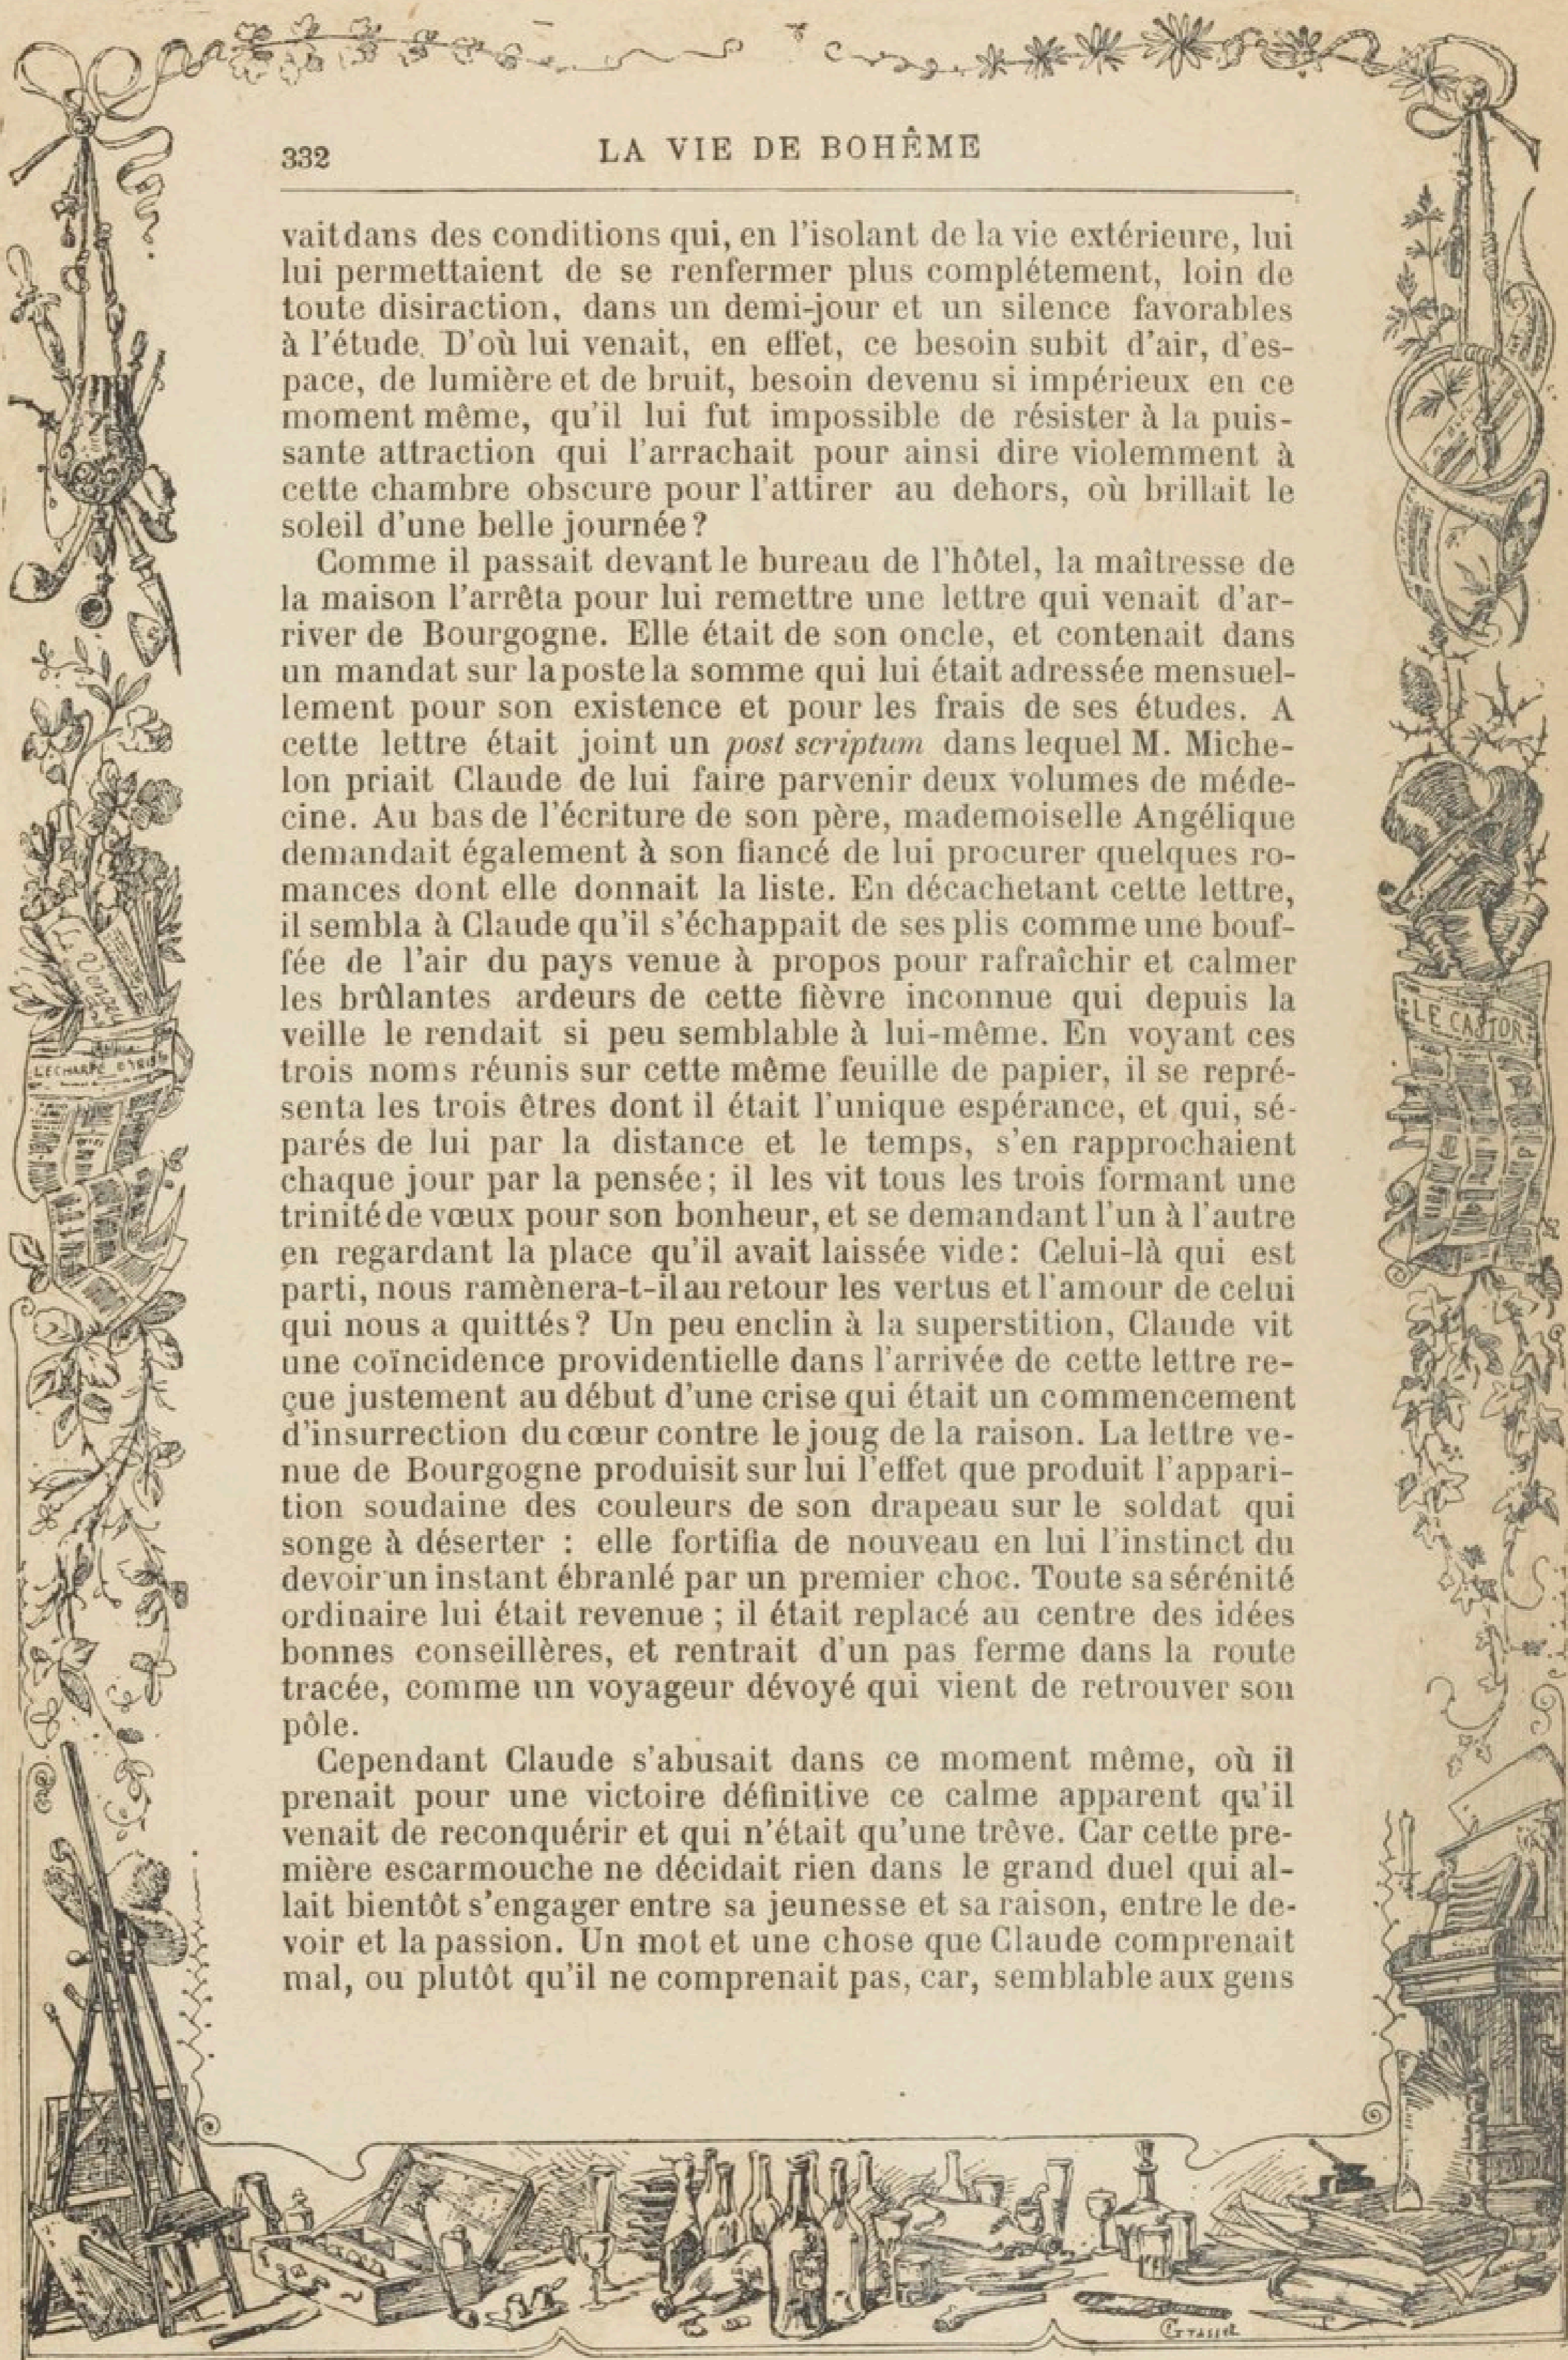 332 LA VIE DE BOHÊME
vait dans des conditions qui, en l'isolant de la vie extérieure, lui
lui permettaient de se renfermer plus complétement, loin de
toute disiraction, dans un demi-jour et un silence favorables
à l'étude. D'où lui venait, en effet, ce besoin subit d'air, d'es-
pace, de lumière et de bruit, besoin devenu si impérieux en ce
moment même, qu'il lui fut impossible de résister à la puis-
sante attraction qui l'arrachait pour ainsi dire violemment à
cette chambre obscure pour l'attirer au dehors, où brillait le
soleil d'une belle journée?
Comme il passait devant le bureau de l'hôtel, la maîtresse de
la maison l'arrêta pour lui remettre une lettre qui venait d'ar-
river de Bourgogne. Elle était de son oncle, et contenait dans
un mandat sur la poste la somme qui lui était adressée mensuel-
lement pour son existence et pour les frais de ses études. A
cette lettre était joint un post scriptum dans lequel M. Miche-
lon priait Claude de lui faire parvenir deux volumes de méde-
cine. Au bas de l'écriture de son père, mademoiselle Angélique
demandait également à son fiancé de lui procurer quelques ro-
mances dont elle donnait la liste. En décachetant cette lettre,
il sembla à Claude qu'il s'échappait de ses plis comme une bouf-
fée de l'air du pays venue à propos pour rafraîchir et calmer
les brûlantes ardeurs de cette fièvre inconnue qui depuis la
veille le rendait si peu semblable à lui-même. En voyant ces
trois noms réunis sur cette même feuille de papier, il se repré-
senta les trois êtres dont il était l'unique espérance, et qui, sé-
parés de lui par la distance et le temps, s'en rapprochaient
chaque jour par la pensée; il les vit tous les trois formant une
trinité de vœux pour son bonheur, et se demandant l'un à l'autre
en regardant la place qu'il avait laissée vide: Celui-là qui est
parti, nous ramènera-t-il au retour les vertus et l'amour de celui
qui nous a quittés? Un peu enclin à la superstition, Claude vit
une coïncidence providentielle dans l'arrivée de cette lettre re-
çue justement au début d'une crise qui était un commencement
d'insurrection du cœur contre le joug de la raison. La lettre ve-
nue de Bourgogne produisit sur lui l'effet que produit l'appari-
tion soudaine des couleurs de son drapeau sur le soldat qui
songe à déserter : elle fortifia de nouveau en lui l'instinct du
devoir un instant ébranlé par un premier choc. Toute sa sérénité
ordinaire lui était revenue ; il était replacé au centre des idées
bonnes conseillères, et rentrait d'un pas ferme dans la route
tracée, comme un voyageur dévoyé qui vient de retrouver son
pôle.
Cependant Claude s'abusait dans ce moment même, où il
prenait pour une victoire définitive ce calme apparent qu'il
venait de reconquérir et qui n'était qu'une trêve. Car cette pre-
mière escarmouche ne décidait rien dans le grand duel qui al-
lait bientôt s'engager entre sa jeunesse et sa raison, entre le de-
voir et la passion. Un mot et une chose que Claude comprenait
mal, ou plutôt qu'il ne comprenait pas, car, semblable aux gens
L'ECHARPE D'IRIS
LE CASTOR
GRASSET